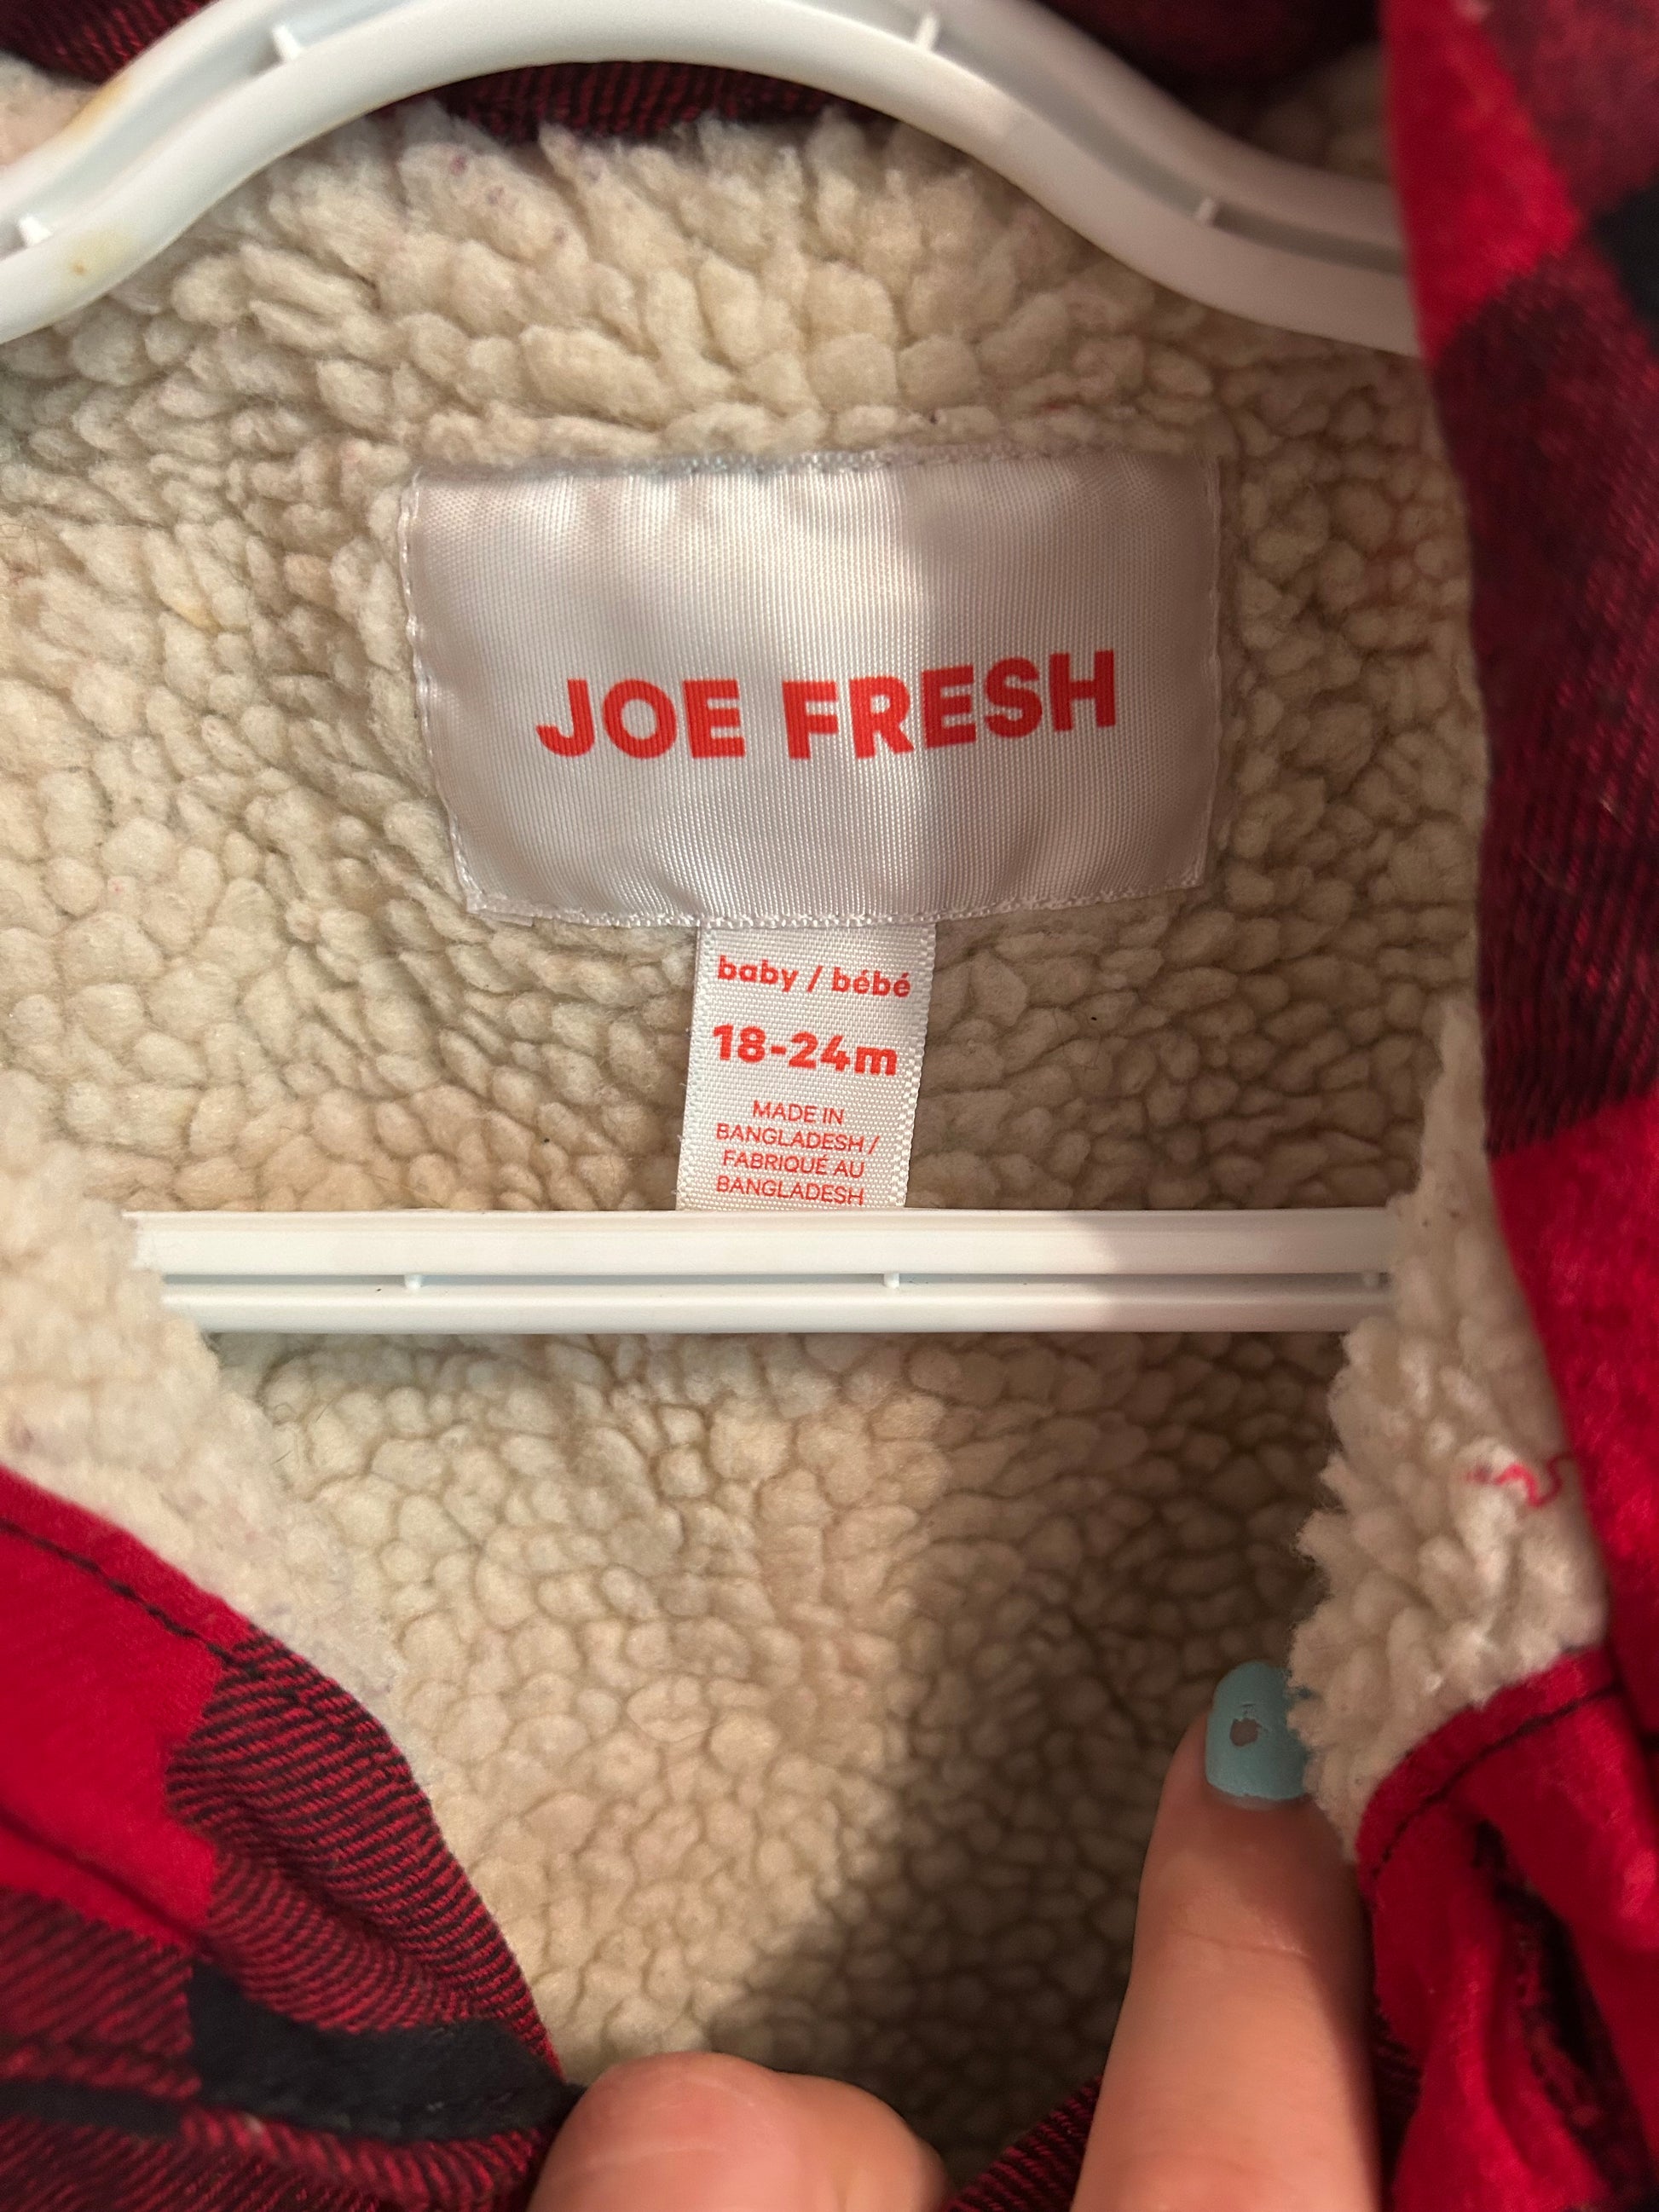 JOE FRESH
baby / bébé
18-24m
MADE IN
BANGLADESH /
FABRIQUÉ AU
BANGLADESH